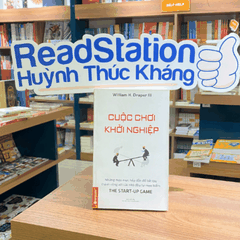 ReadStation
Huỳnh Thúc Kháng
William H. Draper III
CUỘC CHƠI
KHỞI NGHIỆP
THE START-UP GAME